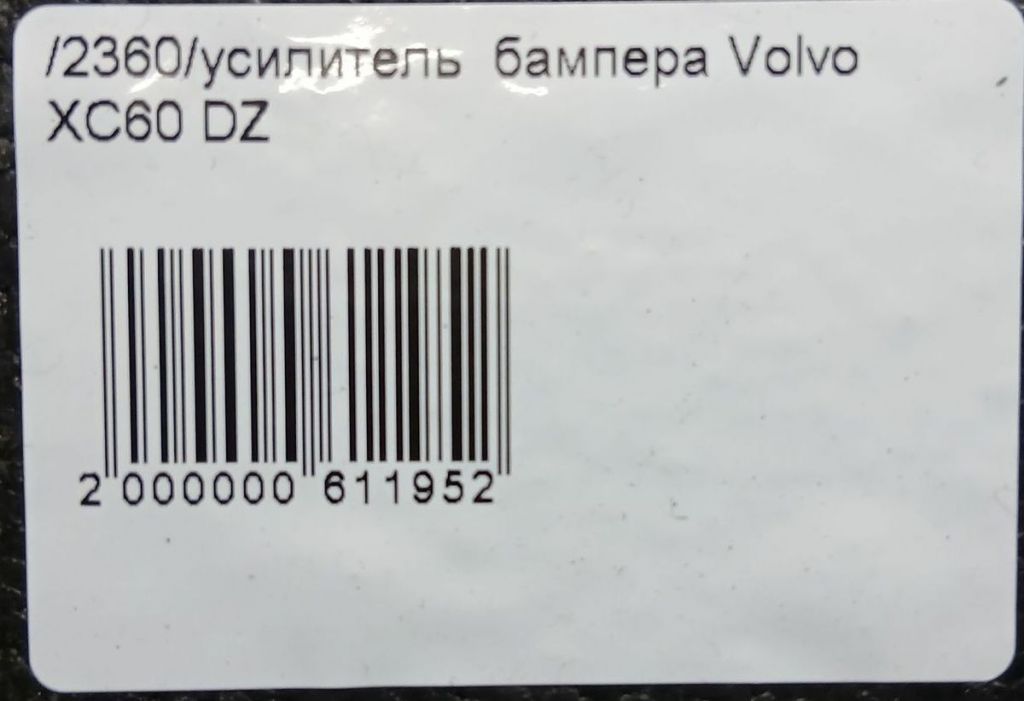 /2360/усилитель бампера Volvo
XC60 DZ
2 000000 611952